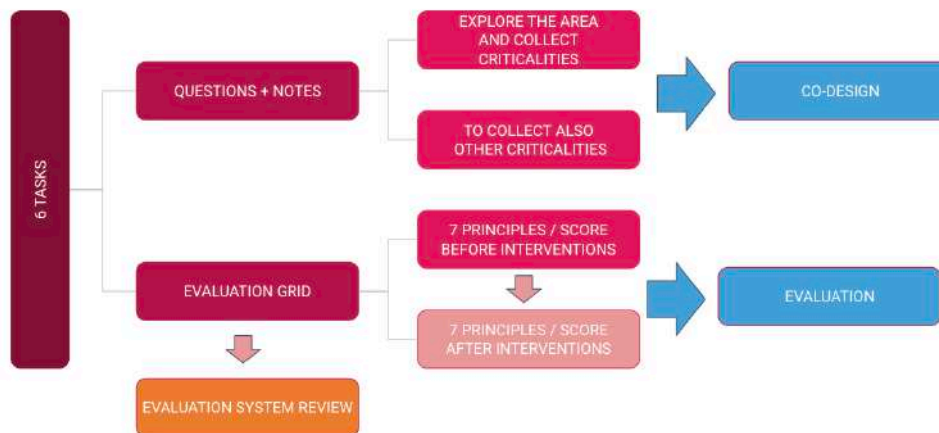 6 TASKS
QUESTIONS + NOTES
EXPLORE THE AREA
AND COLLECT
CRITICALITIES
TO COLLECT ALSO
OTHER CRITICALITIES
CO-DESIGN
EVALUATION GRID
7 PRINCIPLES / SCORE
BEFORE INTERVENTIONS
7 PRINCIPLES / SCORE
AFTER INTERVENTIONS
EVALUATION
EVALUATION SYSTEM REVIEW